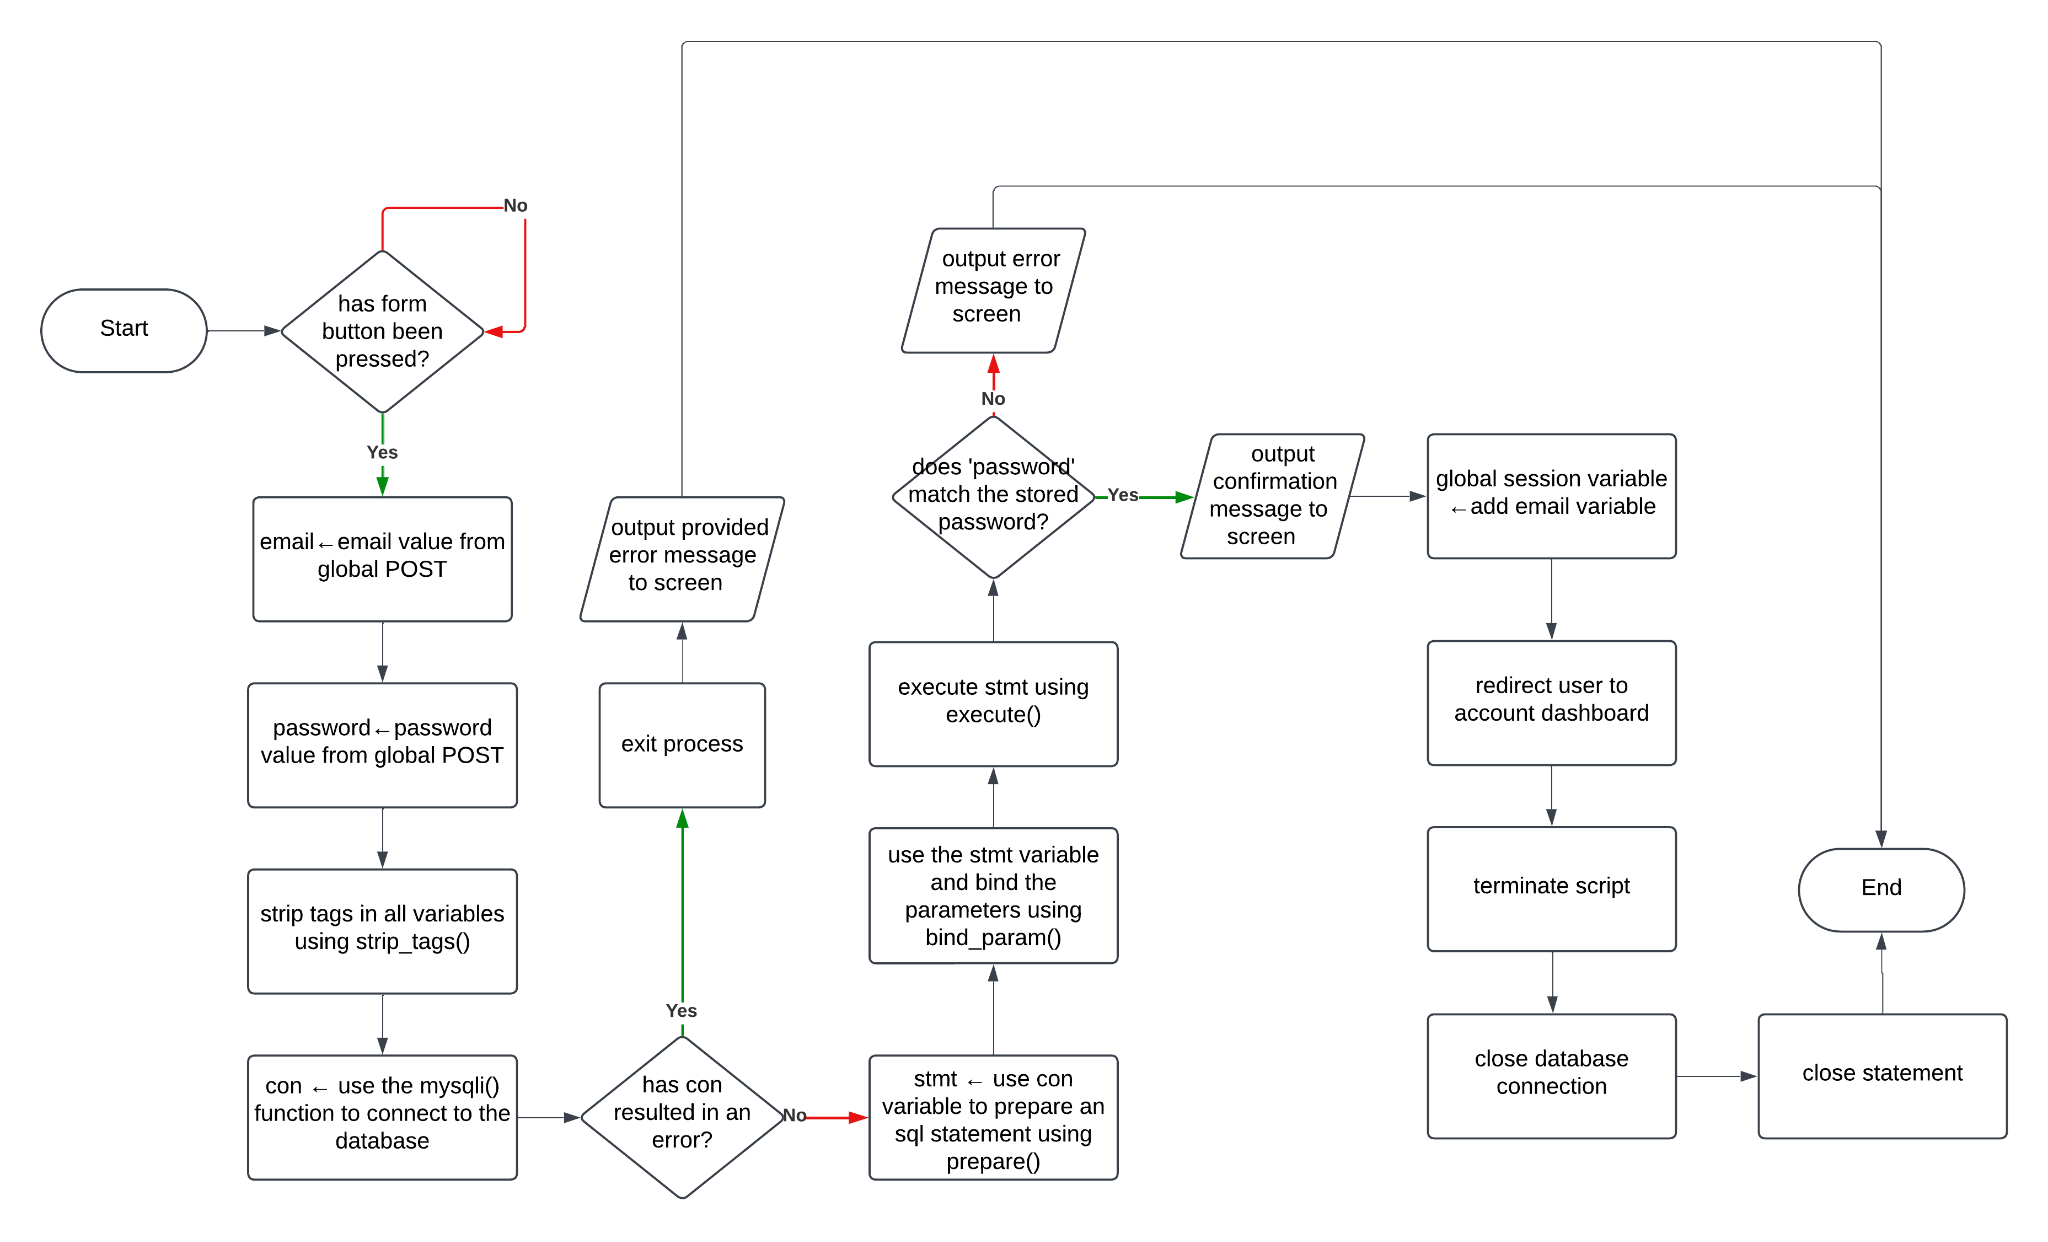 Start
No
has form
button been
pressed?
Yes
email←email value from
global POST
password←password
value from global POST
strip tags in all variables
using strip_tags()
con ← use the mysqli()
function to connect to the
database
has con
resulted in an
error?
Yes
exit process
output provided
error message
to screen
No
stmt ← use con
variable to prepare an
sql statement using
prepare()
use the stmt variable
and bind the
parameters using
bind_param()
execute stmt using
execute()
does 'password'
match the stored
password?
No
output error
message to
screen
Yes
output
confirmation
message to
screen
global session variable
←add email variable
redirect user to
account dashboard
terminate script
close database
connection
close statement
End